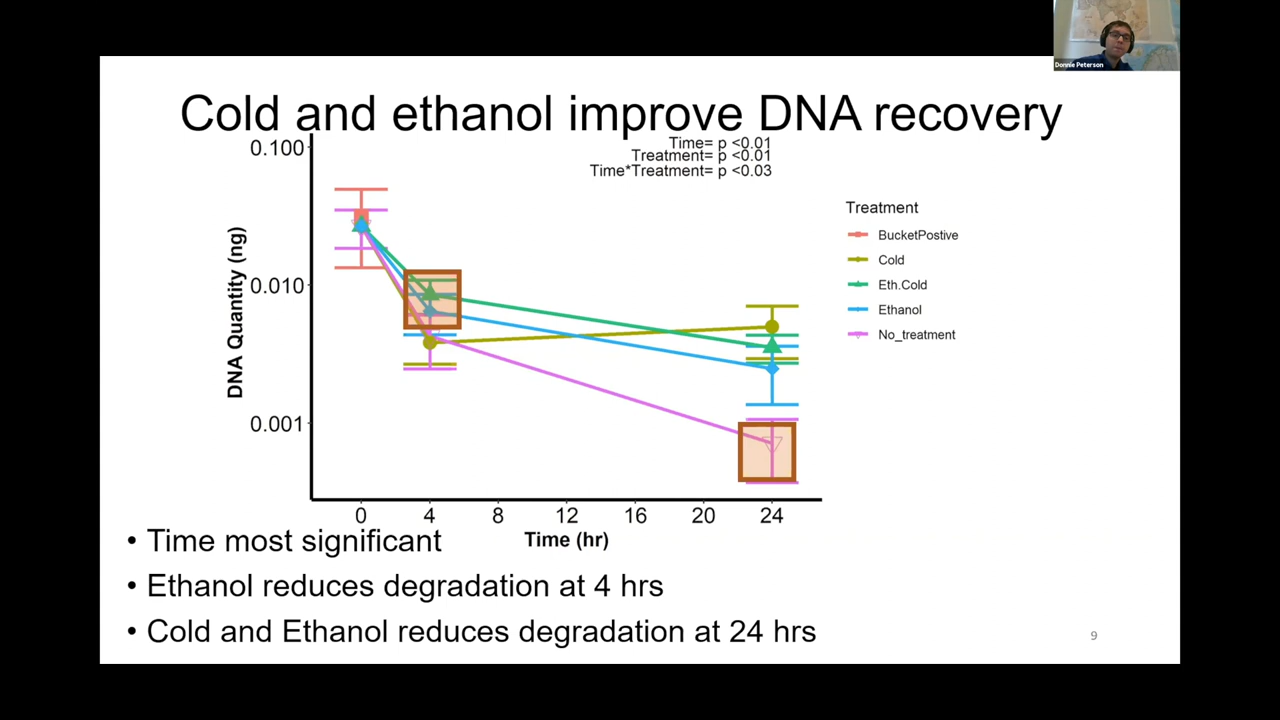 Donnie Peterson
Cold and ethanol improve DNA recovery
Time= p <0.01
Treatment= p <0.01
Time*Treatment= p <0.03
0.100
0.010
0.001
DNA Quantity (ng)
0 4 8 12 16 20 24
Time (hr)
Treatment
BucketPostive
Cold
Eth.Cold
Ethanol
No_treatment
• Time most significant
• Ethanol reduces degradation at 4 hrs
• Cold and Ethanol reduces degradation at 24 hrs
9